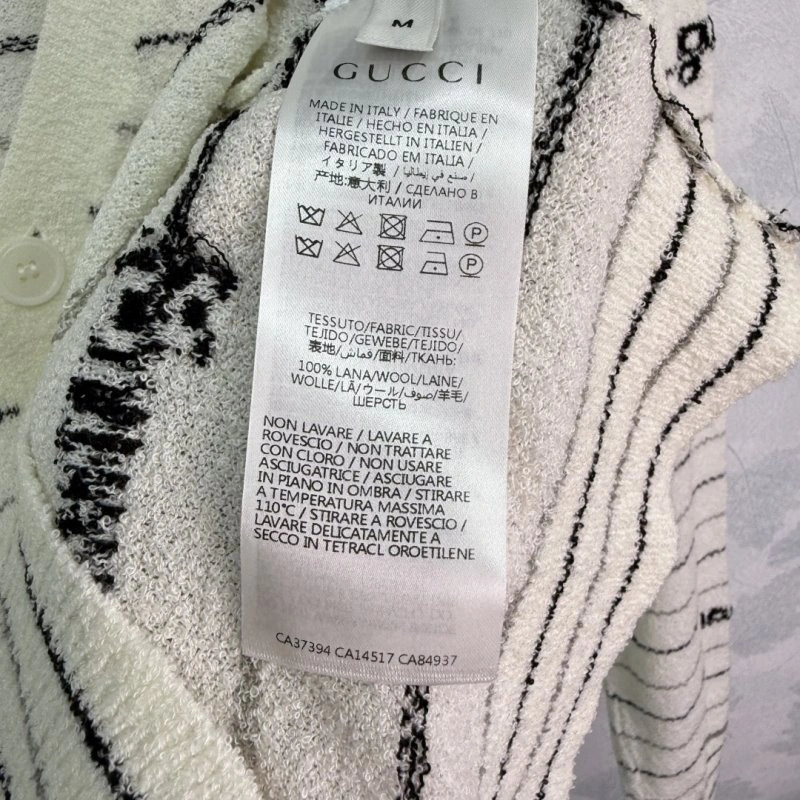 M
GUCCI
MADE IN ITALY / FABRIQUE EN
ITALIE / HECHO EN ITALIA /
HERGESTELLT IN ITALIEN /
FABRICADO EM ITALIA /
イタリア製 / صنع في إيطاليا /
产地:意大利 / СДЕЛАНО В
ИТАЛИИ
P
P
TESSUTO/FABRIC/TISSU/
TEJIDO/GEWEBE/TEJIDO/
表地/قماش/面料/ТКАНЬ:
100% LANA/WOOL/LAINE/
WOLLE/LÃ/ウール/صوف/羊毛/
ШЕРСТЬ
NON LAVARE / LAVARE A
ROVESCIO / NON TRATTARE
CON CLORO / NON USARE
ASCIUGATRICE / ASCIUGARE
IN PIANO IN OMBRA / STIRARE
A TEMPERATURA MASSIMA
110°C / STIRARE A ROVESCIO /
LAVARE DELICATAMENTE A
SECCO IN TETRACL OROETILENE
CA37394 CA14517 CA84937